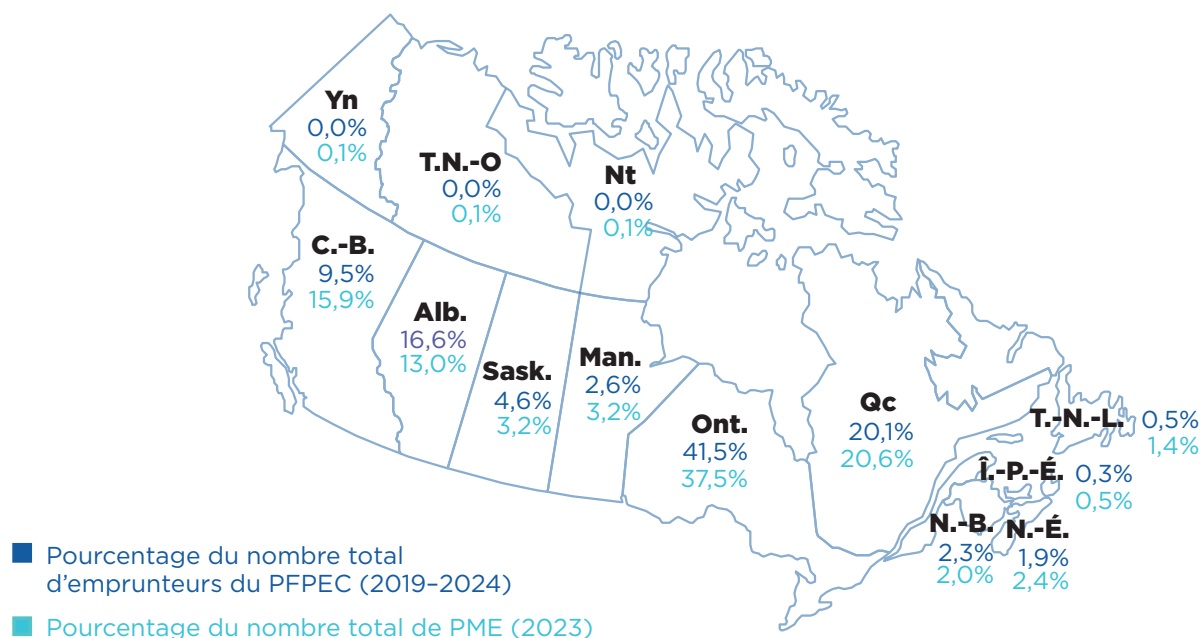 Yn
0,0%
0,1%
T.N.-O
0,0%
0,1%
Nt
0,0%
0,1%
C.-B.
9,5%
15,9%
Alb.
16,6%
13,0%
Sask.
4,6%
3,2%
Man.
2,6%
3,2%
Ont.
41,5%
37,5%
Qc
20,1%
20,6%
T.-N.-L. 0,5%
1,4%
Î.-P.-É. 0,3%
0,5%
N.-B.
2,3%
2,0%
N.-É.
1,9%
2,4%
Pourcentage du nombre total
d’emprunteurs du PFPEC (2019–2024)
Pourcentage du nombre total de PME (2023)